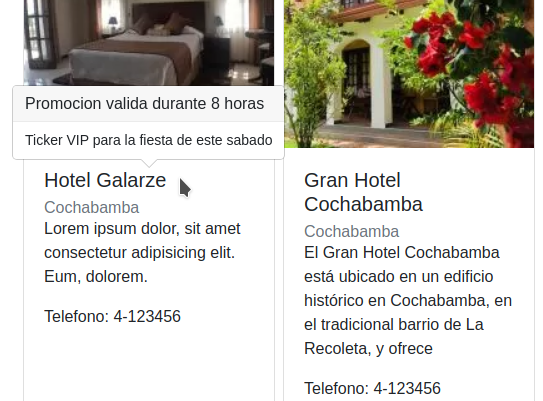 Promocion valida durante 8 horas
Ticker VIP para la fiesta de este sabado
Hotel Galarze
Cochabamba
Lorem ipsum dolor, sit amet
consectetur adipisicing elit.
Eum, dolorem.
Telefono: 4-123456
Gran Hotel
Cochabamba
Cochabamba
El Gran Hotel Cochabamba
está ubicado en un edificio
histórico en Cochabamba, en
el tradicional barrio de La
Recoleta, y ofrece
Telefono: 4-123456